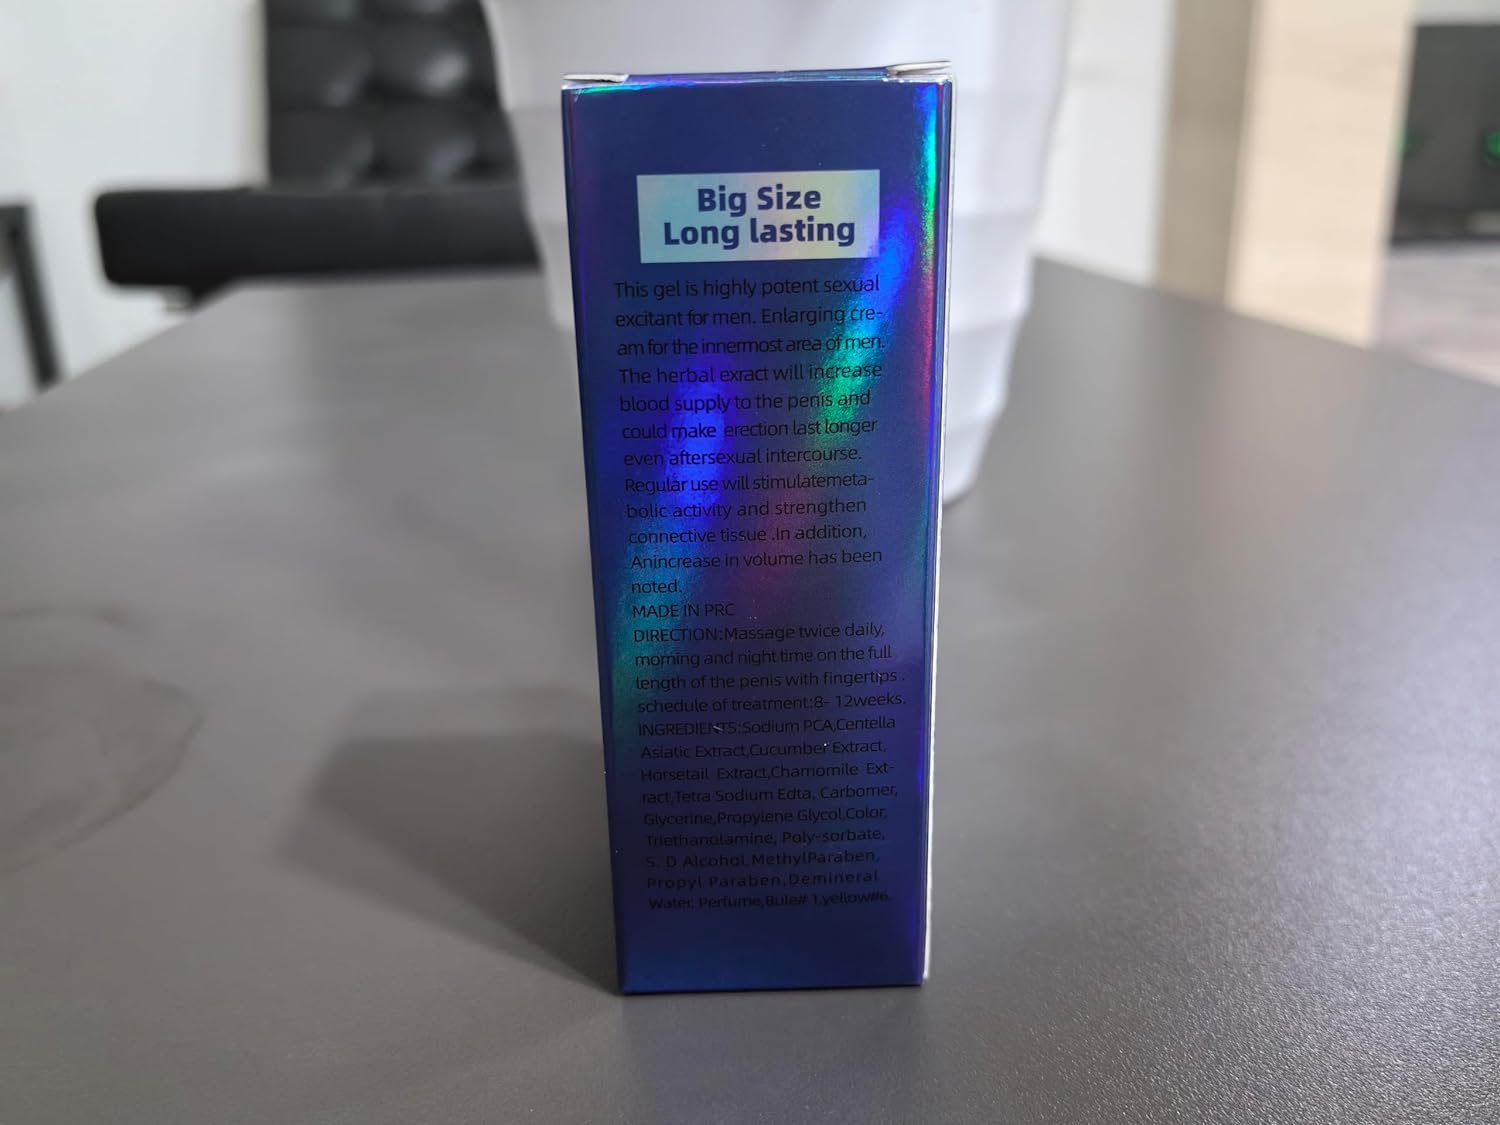 Big Size
Long lasting
This gel is highly potent sexual
excitant for men. Enlarging cre-
am for the innermost area of men.
The herbal exract will increase
blood supply to the penis and
could make erection last longer
even aftersexual intercourse.
Regular use will stimulatemeta-
bolic activity and strengthen
connective tissue .In addition,
Anincrease in volume has been
noted.
MADE IN PRC
DIRECTION:Massage twice daily,
morning and night time on the full
length of the penis with fingertips .
schedule of treatment:8- 12weeks.
INGREDIENTS:Sodium PCA,Centella
Asiatic Extract,Cucumber Extract,
Horsetail Extract,Chamomile Ext-
ract,Tetra Sodium Edta, Carbomer,
Glycerine,Propylene Glycol,Color,
Triethanolamine, Poly-sorbate,
S. D Alcohol,MethylParaben,
Propyl Paraben,Demineral
Water, Perfume,Bule# 1,yellow#6.